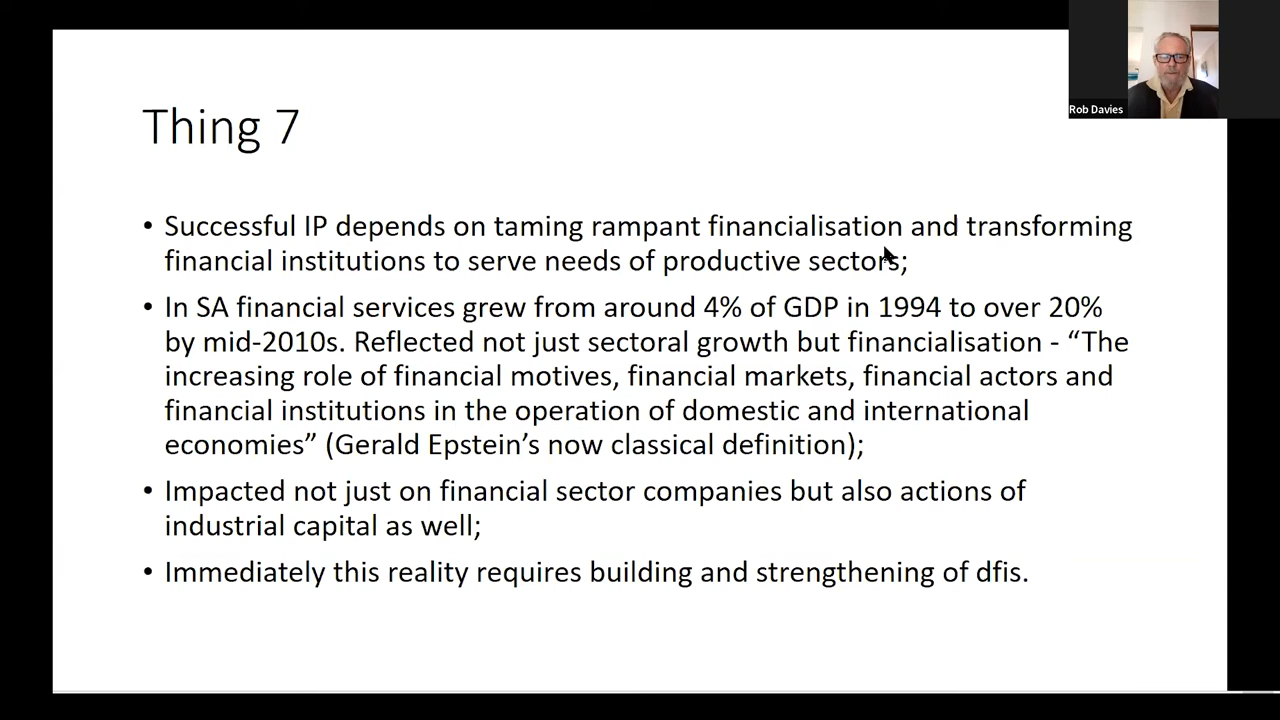 Thing 7
• Successful IP depends on taming rampant financialisation and transforming
financial institutions to serve needs of productive sectors;
• In SA financial services grew from around 4% of GDP in 1994 to over 20%
by mid-2010s. Reflected not just sectoral growth but financialisation - “The
increasing role of financial motives, financial markets, financial actors and
financial institutions in the operation of domestic and international
economies” (Gerald Epstein’s now classical definition);
• Impacted not just on financial sector companies but also actions of
industrial capital as well;
• Immediately this reality requires building and strengthening of dfis.
Rob Davies